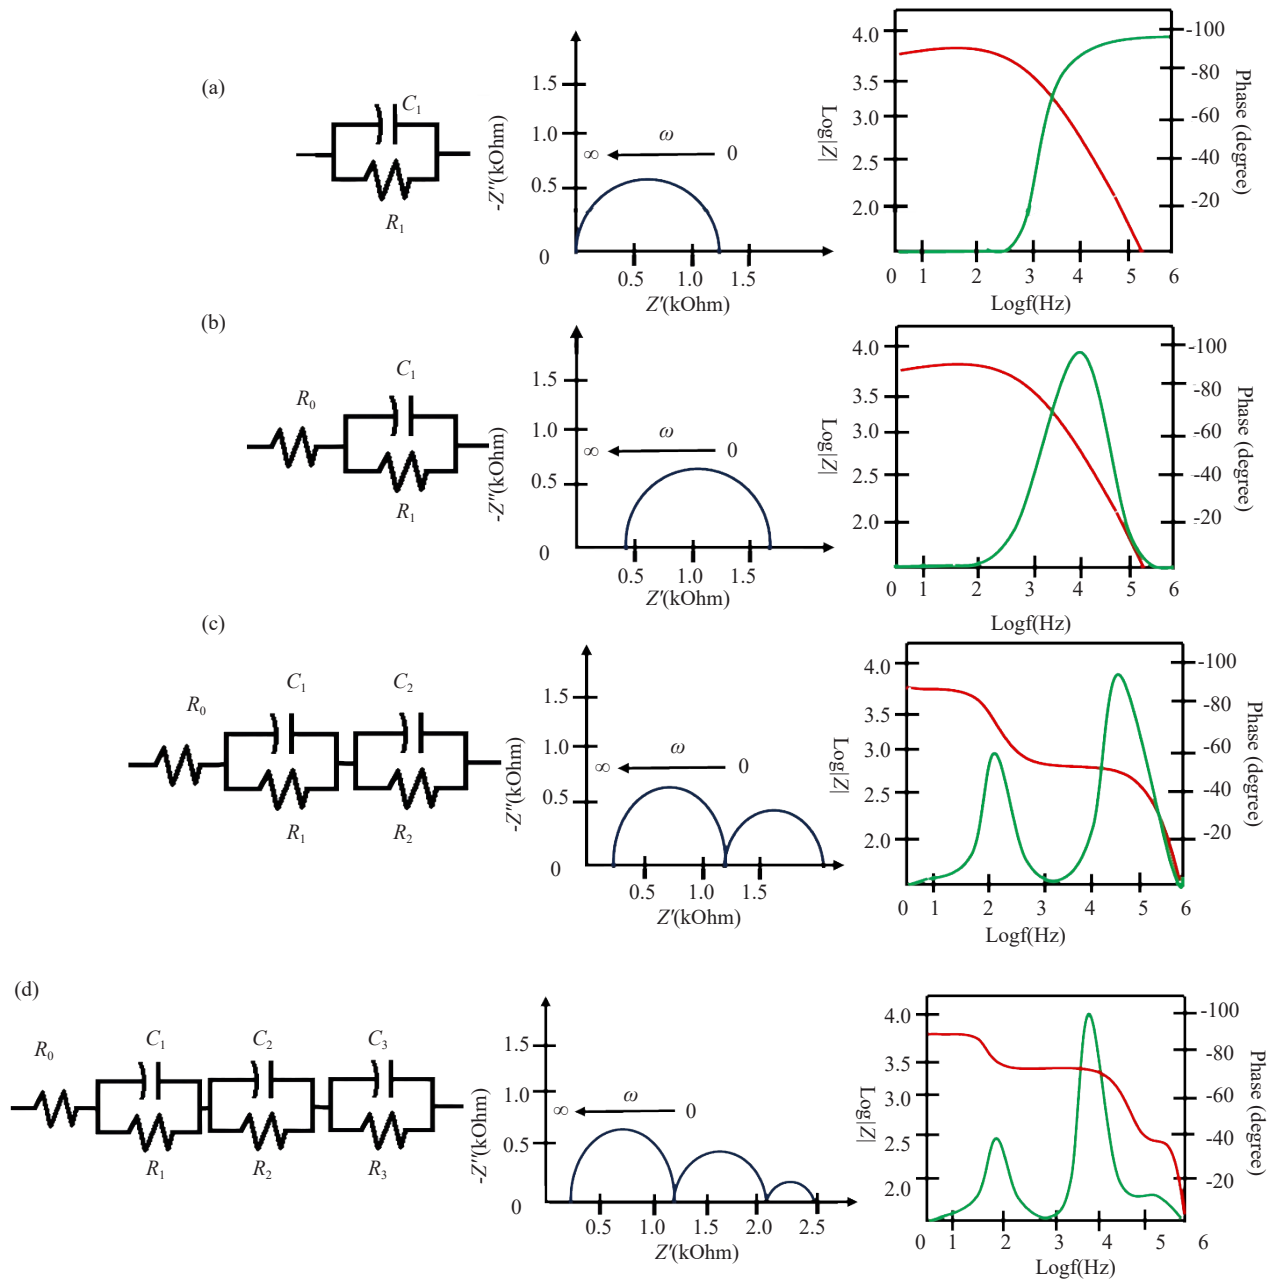 (a)
C1
R1
-Z''(kOhm)
1.5
1.0
0.5
0
ω
∞
0
0.5 1.0 1.5
Z'(kOhm)
Log|Z|
4.0
3.5
3.0
2.5
2.0
-100
-80
-60
-40
-20
Phase (degree)
0 1 2 3 4 5 6
Logf(Hz)
(b)
R0
C1
R1
-Z''(kOhm)
1.5
1.0
0.5
0
ω
∞
0
0.5 1.0 1.5
Z'(kOhm)
Log|Z|
4.0
3.5
3.0
2.5
2.0
-100
-80
-60
-40
-20
Phase (degree)
0 1 2 3 4 5 6
Logf(Hz)
(c)
R0
C1 C2
R1 R2
-Z''(kOhm)
1.5
1.0
0.5
0
ω
∞
0
0.5 1.0 1.5
Z'(kOhm)
Log|Z|
4.0
3.5
3.0
2.5
2.0
-100
-80
-60
-40
-20
Phase (degree)
0 1 2 3 4 5 6
Logf(Hz)
(d)
R0
C1 C2 C3
R1 R2 R3
-Z''(kOhm)
1.5
1.0
0.5
0
ω
∞
0
0.5 1.0 1.5 2.0 2.5
Z'(kOhm)
Log|Z|
4.0
3.5
3.0
2.5
2.0
-100
-80
-60
-40
-20
Phase (degree)
0 1 2 3 4 5 6
Logf(Hz)